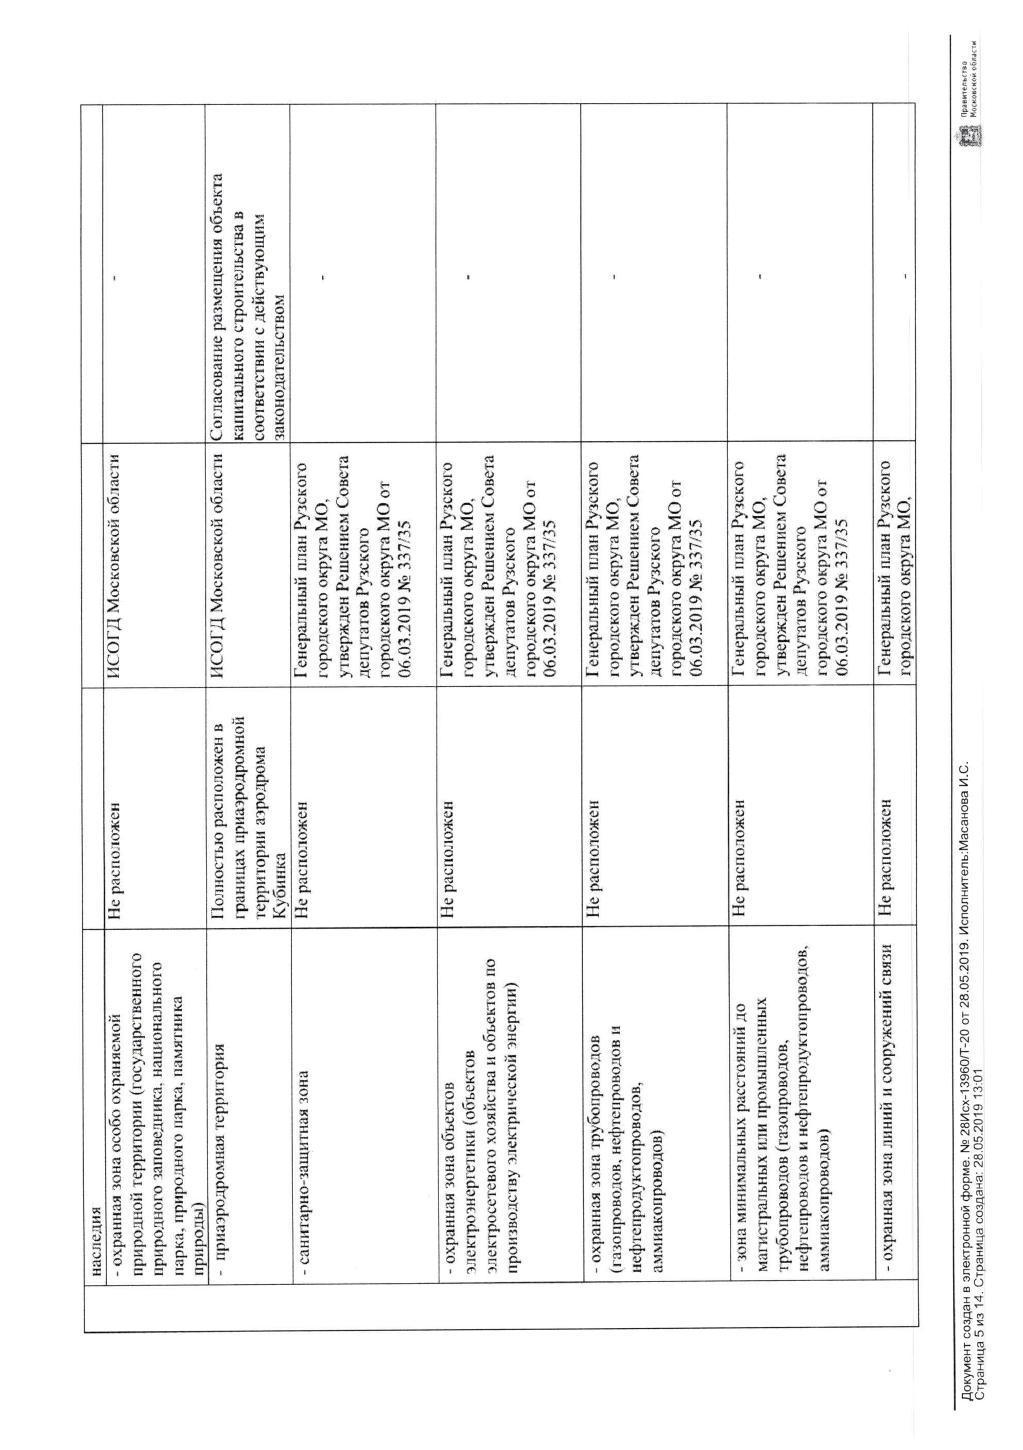 наследия
- охранная зона особо охраняемой
природной территории (государственного
природного заповедника, национального
парка, природного парка, памятника
природы)
Не расположен
ИСОГД Московской области
-
- приаэродромная территория
Полностью расположен в
границах приаэродромной
территории аэродрома
Кубинка
ИСОГД Московской области
Согласование размещения объекта
капитального строительства в
соответствии с действующим
законодательством
- санитарно-защитная зона
Не расположен
Генеральный план Рузского
городского округа МО,
утвержден Решением Совета
депутатов Рузского
городского округа МО от
06.03.2019 № 337/35
-
- охранная зона объектов
электроэнергетики (объектов
электросетевого хозяйства и объектов по
производству электрической энергии)
Не расположен
Генеральный план Рузского
городского округа МО,
утвержден Решением Совета
депутатов Рузского
городского округа МО от
06.03.2019 № 337/35
-
- охранная зона трубопроводов
(газопроводов, нефтепроводов и
нефтепродуктопроводов,
аммиакопроводов)
Не расположен
Генеральный план Рузского
городского округа МО,
утвержден Решением Совета
депутатов Рузского
городского округа МО от
06.03.2019 № 337/35
-
- зона минимальных расстояний до
магистральных или промышленных
трубопроводов (газопроводов,
нефтепроводов и нефтепродуктопроводов,
аммиакопроводов)
Не расположен
Генеральный план Рузского
городского округа МО,
утвержден Решением Совета
депутатов Рузского
городского округа МО от
06.03.2019 № 337/35
-
- охранная зона линий и сооружений связи
Не расположен
Генеральный план Рузского
городского округа МО,
-
Документ создан в электронной форме. № 28Исх-13960/Т-20 от 28.05.2019. Исполнитель:Масанова И.С.
Страница 5 из 14. Страница создана: 28.05.2019 13:01
Правительство
Московской области